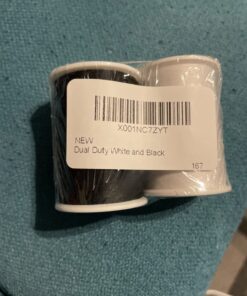 X001NC7ZYT
NEW
Dual Duty White and Black
167